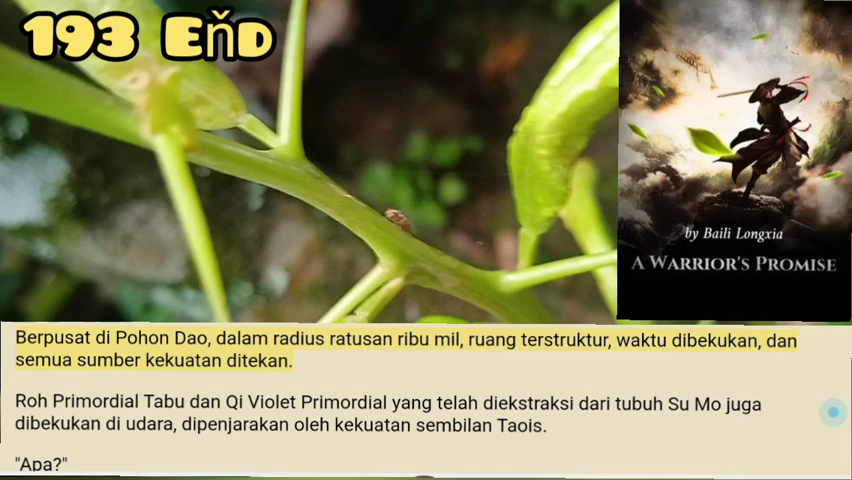 193 Eňd
by Baili Longxia
A Warrior's Promise
Berpusat di Pohon Dao, dalam radius ratusan ribu mil, ruang terstruktur, waktu dibekukan, dan
semua sumber kekuatan ditekan.
Roh Primordial Tabu dan Qi Violet Primordial yang telah diekstraksi dari tubuh Su Mo juga
dibekukan di udara, dipenjarakan oleh kekuatan sembilan Taois.
"Apa?"